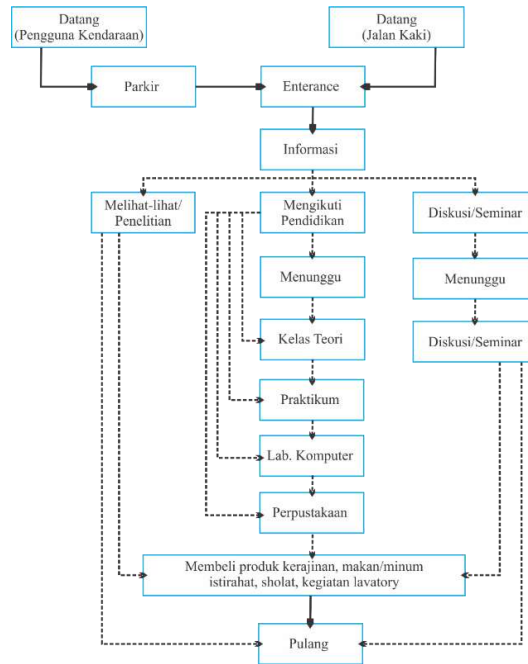 Datang
(Pengguna Kendaraan)
Datang
(Jalan Kaki)
Parkir
Enterance
Informasi
Melihat-lihat/
Penelitian
Mengikuti
Pendidikan
Diskusi/Seminar
Menunggu
Menunggu
Kelas Teori
Diskusi/Seminar
Praktikum
Lab. Komputer
Perpustakaan
Membeli produk kerajinan, makan/minum
istirahat, sholat, kegiatan lavatory
Pulang